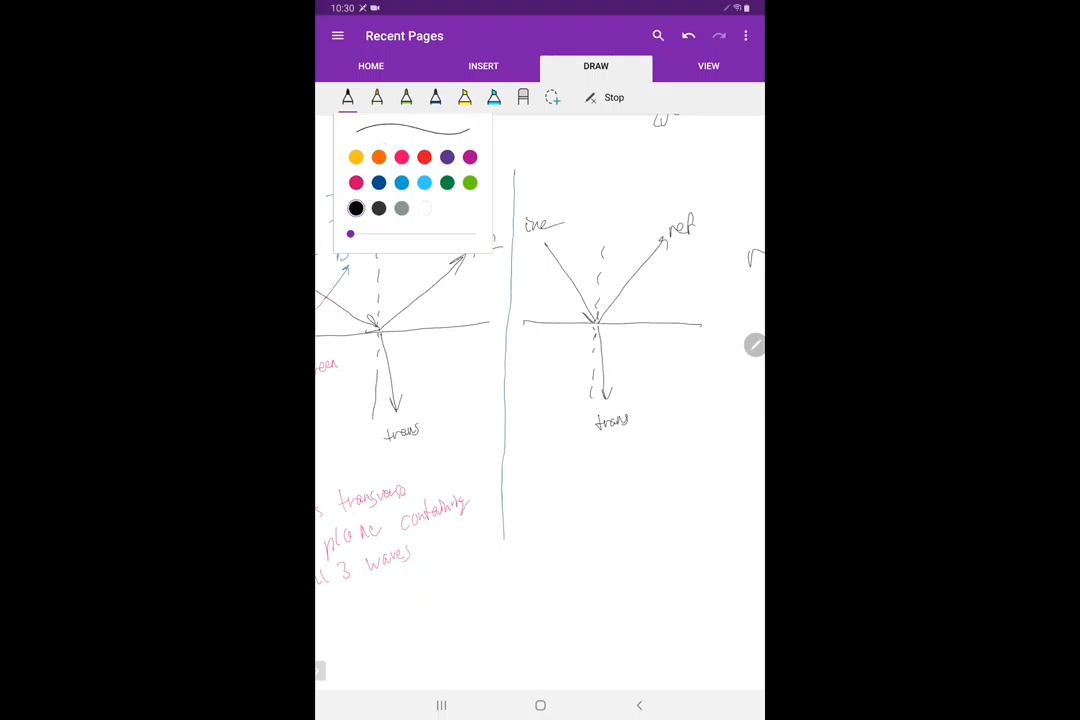 10:30
Recent Pages
HOME INSERT DRAW VIEW
Stop
inc
ref
trans
trans
transverse
plane containing
3 waves